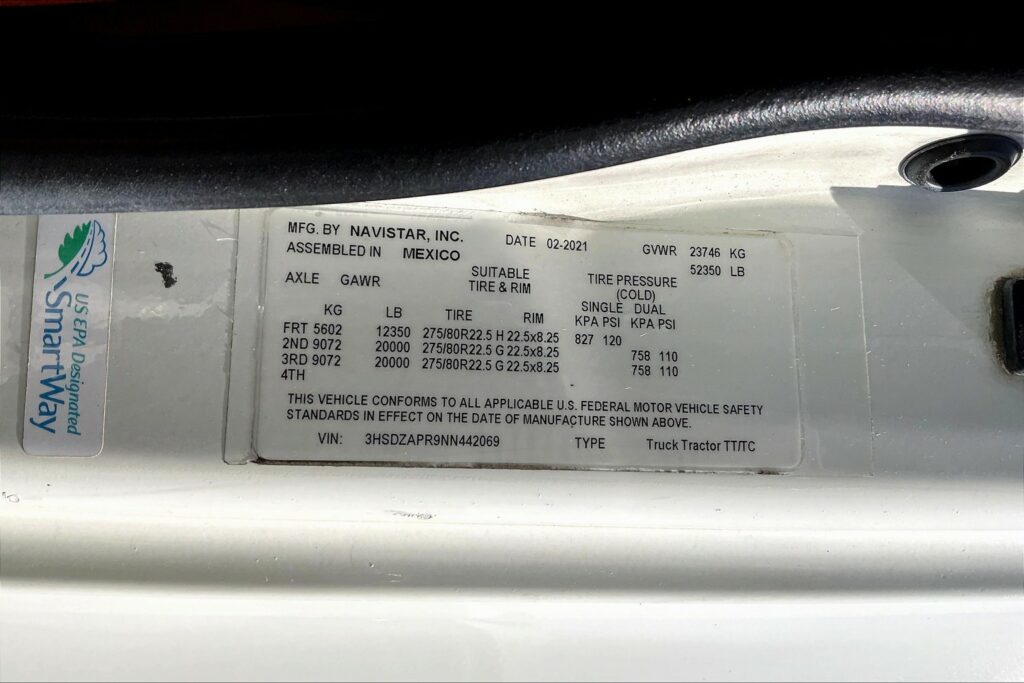 US EPA Designated
SmartWay
MFG. BY NAVISTAR, INC. DATE 02-2021 GVWR 23746 KG
ASSEMBLED IN MEXICO 52350 LB
AXLE GAWR SUITABLE TIRE PRESSURE
TIRE & RIM (COLD)
SINGLE DUAL
KG LB TIRE RIM KPA PSI KPA PSI
FRT 5602 12350 275/80R22.5 H 22.5x8.25 827 120
2ND 9072 20000 275/80R22.5 G 22.5x8.25 758 110
3RD 9072 20000 275/80R22.5 G 22.5x8.25 758 110
4TH
THIS VEHICLE CONFORMS TO ALL APPLICABLE U.S. FEDERAL MOTOR VEHICLE SAFETY
STANDARDS IN EFFECT ON THE DATE OF MANUFACTURE SHOWN ABOVE.
VIN: 3HSDZAPR9NN442069 TYPE Truck Tractor TT/TC